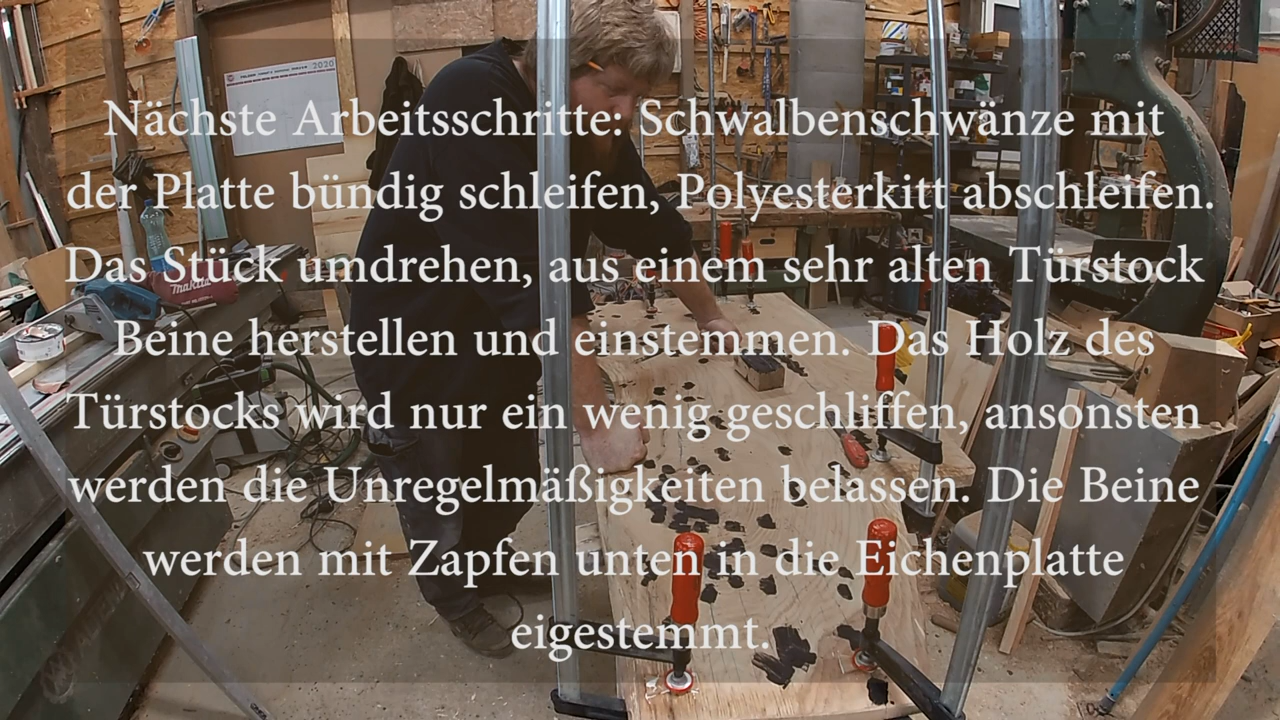 2020
Nächste Arbeitsschritte: Schwalbenschwänze mit
der Platte bündig schleifen, Polyesterkitt abschleifen.
Das Stück umdrehen, aus einem sehr alten Türstock
Beine herstellen und einstemmen. Das Holz des
Türstocks wird nur ein wenig geschliffen, ansonsten
werden die Unregelmäßigkeiten belassen. Die Beine
werden mit Zapfen unten in die Eichenplatte
eigestemmt.
makita